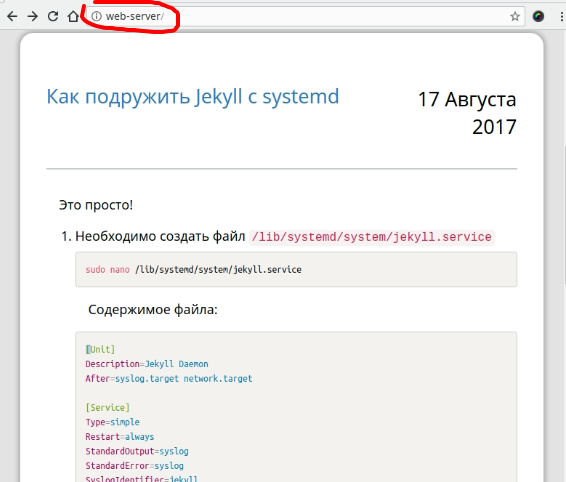 web-server/
Как подружить Jekyll с systemd
17 Августа
2017
Это просто!
1. Необходимо создать файл /lib/systemd/system/jekyll.service
sudo nano /lib/systemd/system/jekyll.service
Содержимое файла:
[Unit]
Description=Jekyll Daemon
After=syslog.target network.target
[Service]
Type=simple
Restart=always
StandardOutput=syslog
StandardError=syslog
SyslogIdentifier=jekyll